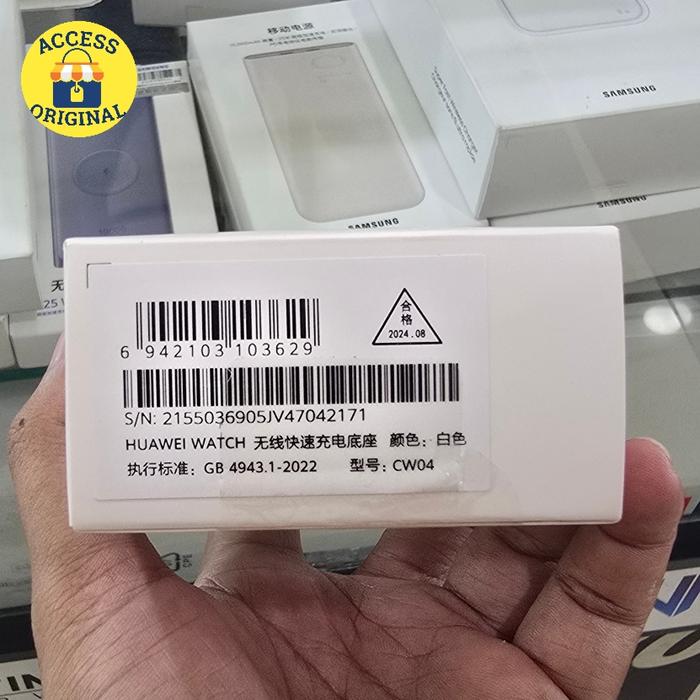 ACCESS
ORIGINAL
移动电源
SAMSUNG
SAMSUNG
SAMSUNG
SAMSUNG
合
格
2024.08
6 942103 103629
S/N: 2155036905JV47042171
HUAWEI WATCH 无线快速充电底座 颜色：白色
执行标准：GB 4943.1-2022 型号：CW04